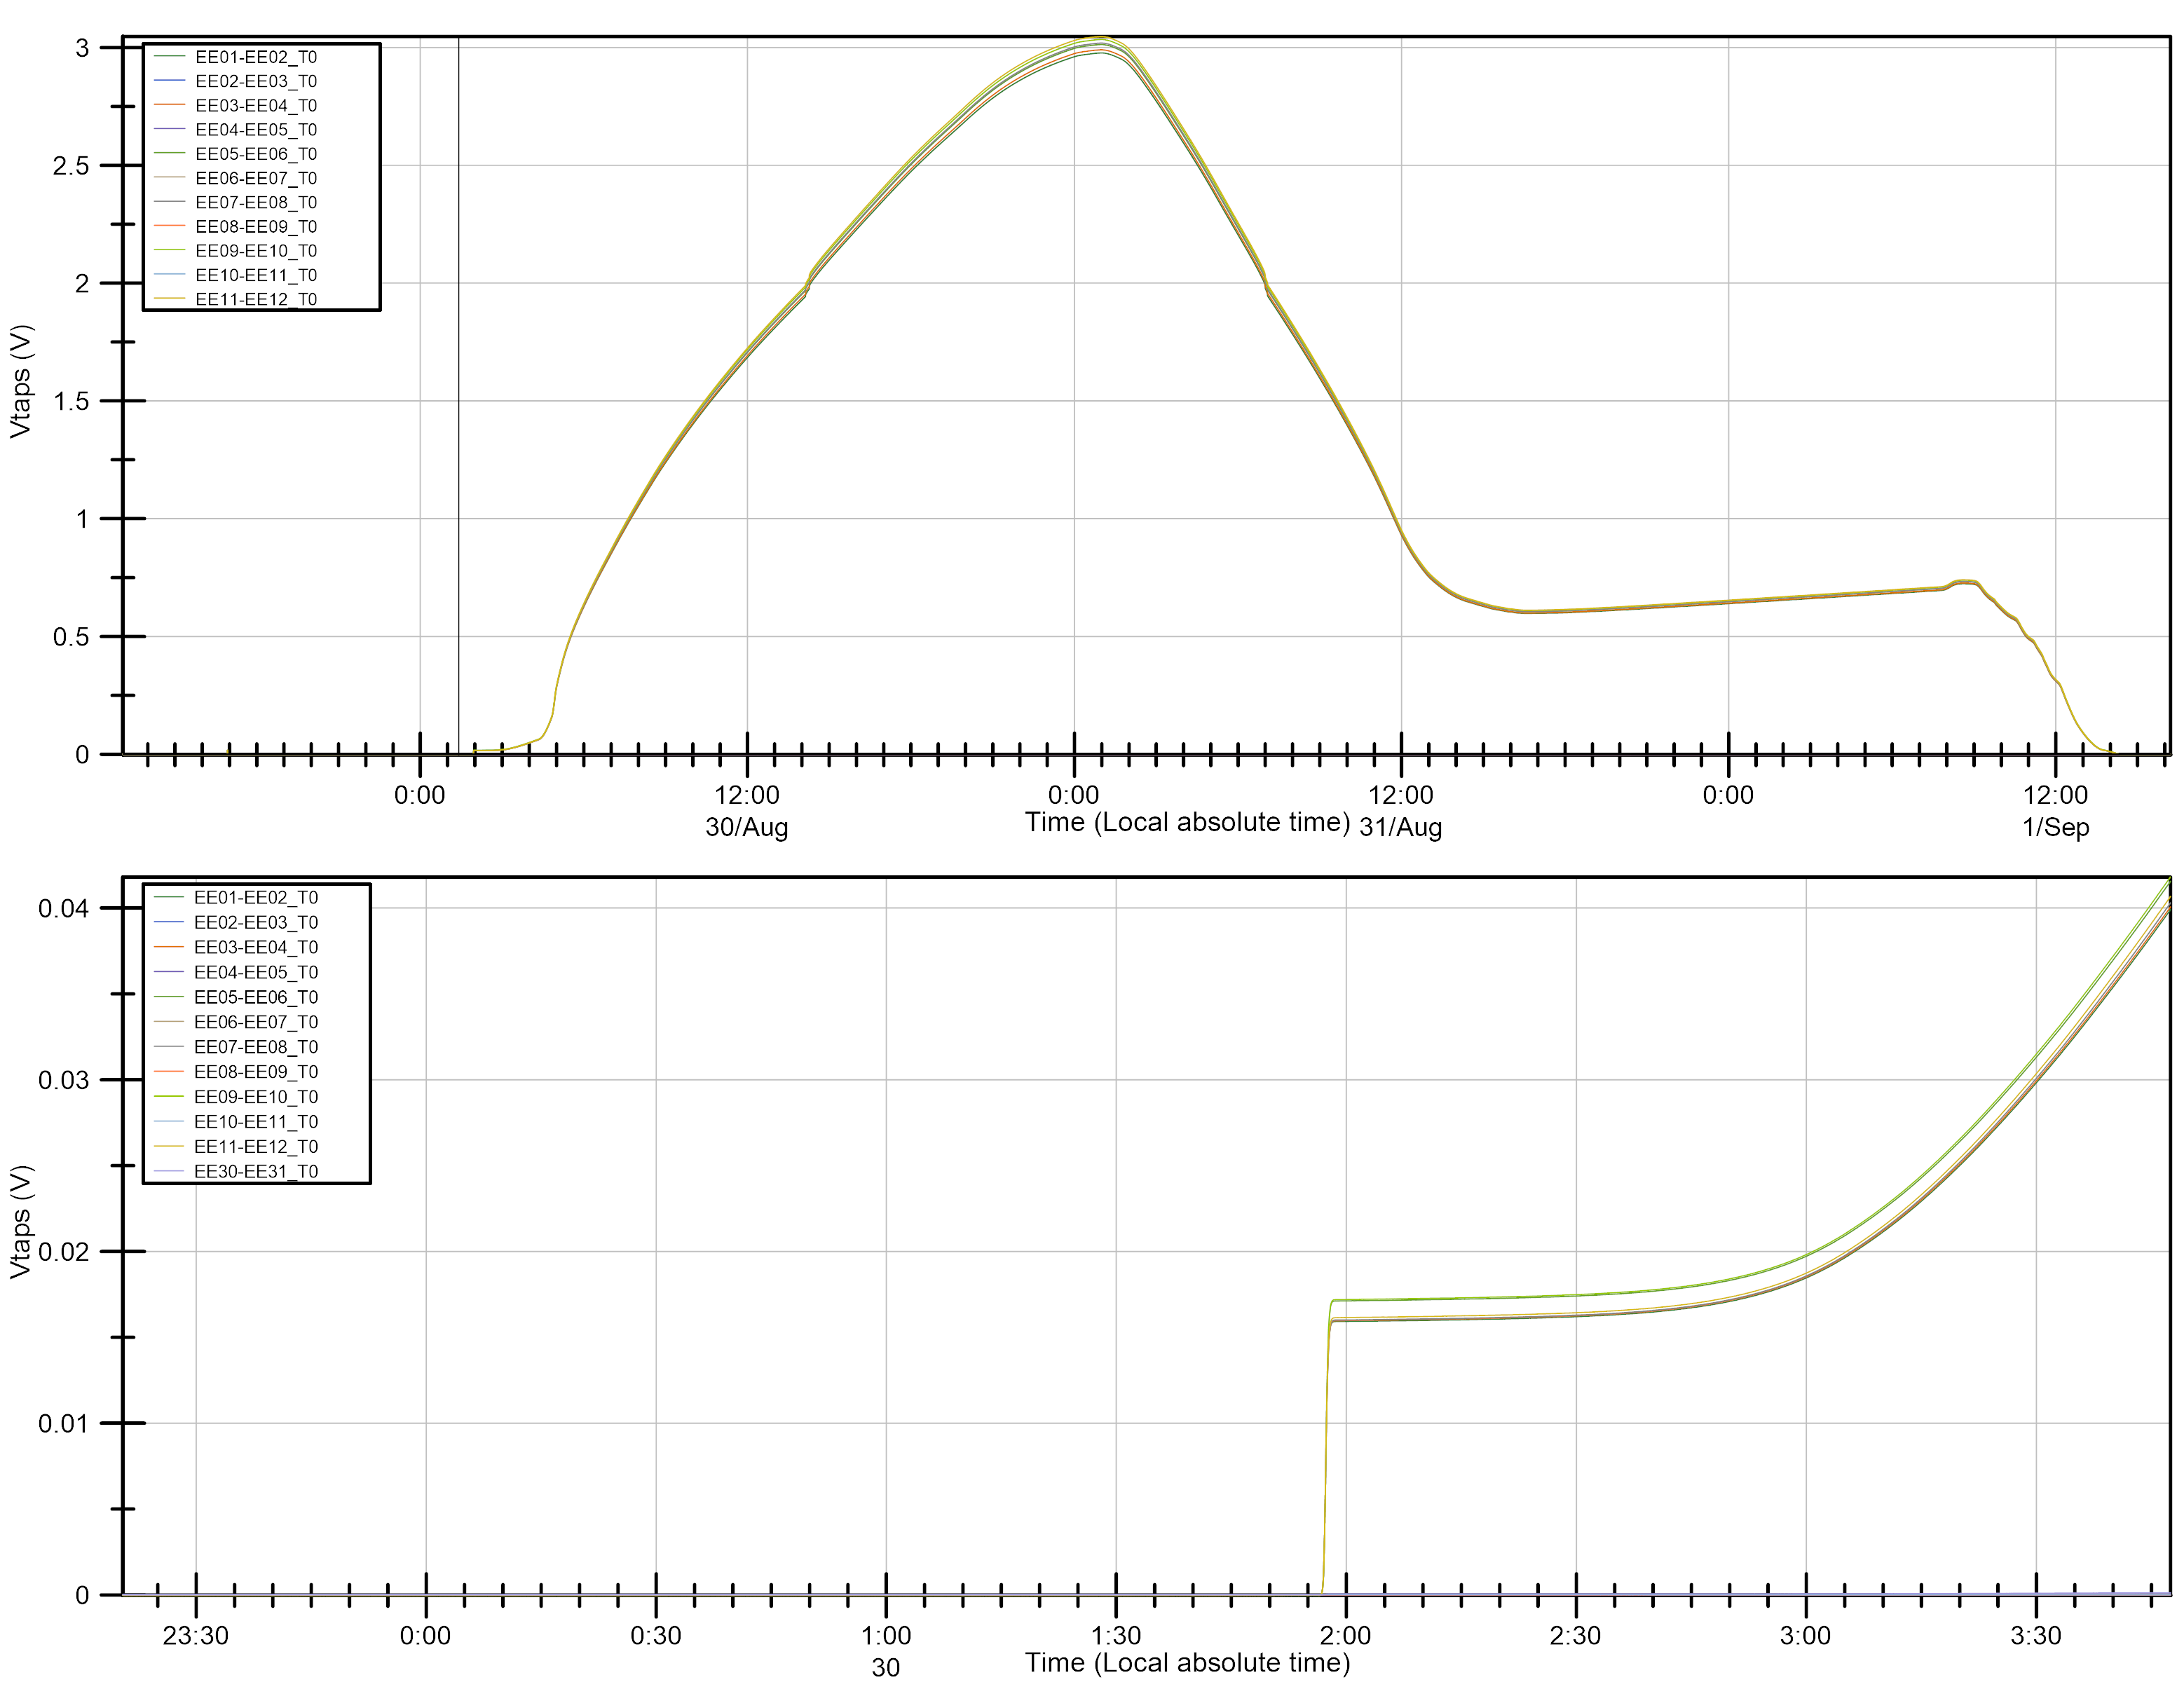 3
2.5
2
1.5
1
0.5
0
Vtaps (V)
EE01-EE02_T0
EE02-EE03_T0
EE03-EE04_T0
EE04-EE05_T0
EE05-EE06_T0
EE06-EE07_T0
EE07-EE08_T0
EE08-EE09_T0
EE09-EE10_T0
EE10-EE11_T0
EE11-EE12_T0
0:00 12:00 0:00 12:00 0:00 12:00
30/Aug Time (Local absolute time) 31/Aug 1/Sep
0.04
0.03
0.02
0.01
0
Vtaps (V)
EE01-EE02_T0
EE02-EE03_T0
EE03-EE04_T0
EE04-EE05_T0
EE05-EE06_T0
EE06-EE07_T0
EE07-EE08_T0
EE08-EE09_T0
EE09-EE10_T0
EE10-EE11_T0
EE11-EE12_T0
EE30-EE31_T0
23:30 0:00 0:30 1:00 1:30 2:00 2:30 3:00 3:30
30 Time (Local absolute time)